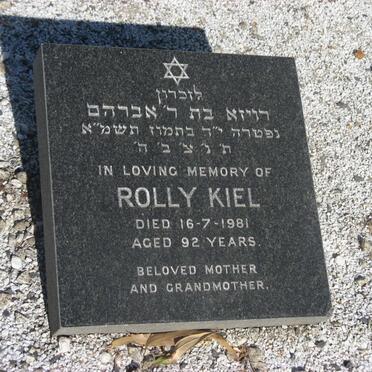 לזכרון
רויזא בת ר' אברהם
נפטרה י"ד בתמוז תשמ"א
ת' נ' צ' ב' ה'
IN LOVING MEMORY OF
ROLLY KIEL
DIED 16-7-1981
AGED 92 YEARS.
BELOVED MOTHER
AND GRANDMOTHER.